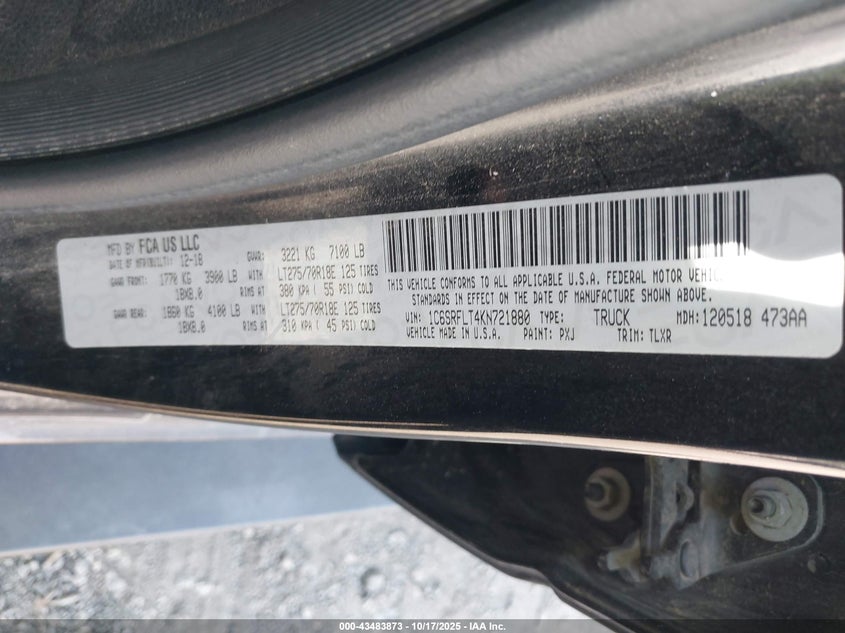 MFD BY FCA US LLC
DATE OF MFR(BUILT): 12-18 GVWR: 3221 KG 7100 LB
GAWR FRONT: 1770 KG 3900 LB WITH LT275/70R18E 125 TIRES
18X8.0 RIMS AT 380 KPA ( 55 PSI) COLD
GAWR REAR: 1860 KG 4100 LB WITH LT275/70R18E 125 TIRES
18X8.0 RIMS AT 310 KPA ( 45 PSI) COLD
THIS VEHICLE CONFORMS TO ALL APPLICABLE U.S.A. FEDERAL MOTOR VEHIC
STANDARDS IN EFFECT ON THE DATE OF MANUFACTURE SHOWN ABOVE.
VIN: 1C6SRFLT4KN721880 TYPE: TRUCK MDH: 120518 473AA
VEHICLE MADE IN U.S.A. PAINT: PXJ TRIM: TLXR
000-43483873 | 10/17/2025 | IAA Inc.